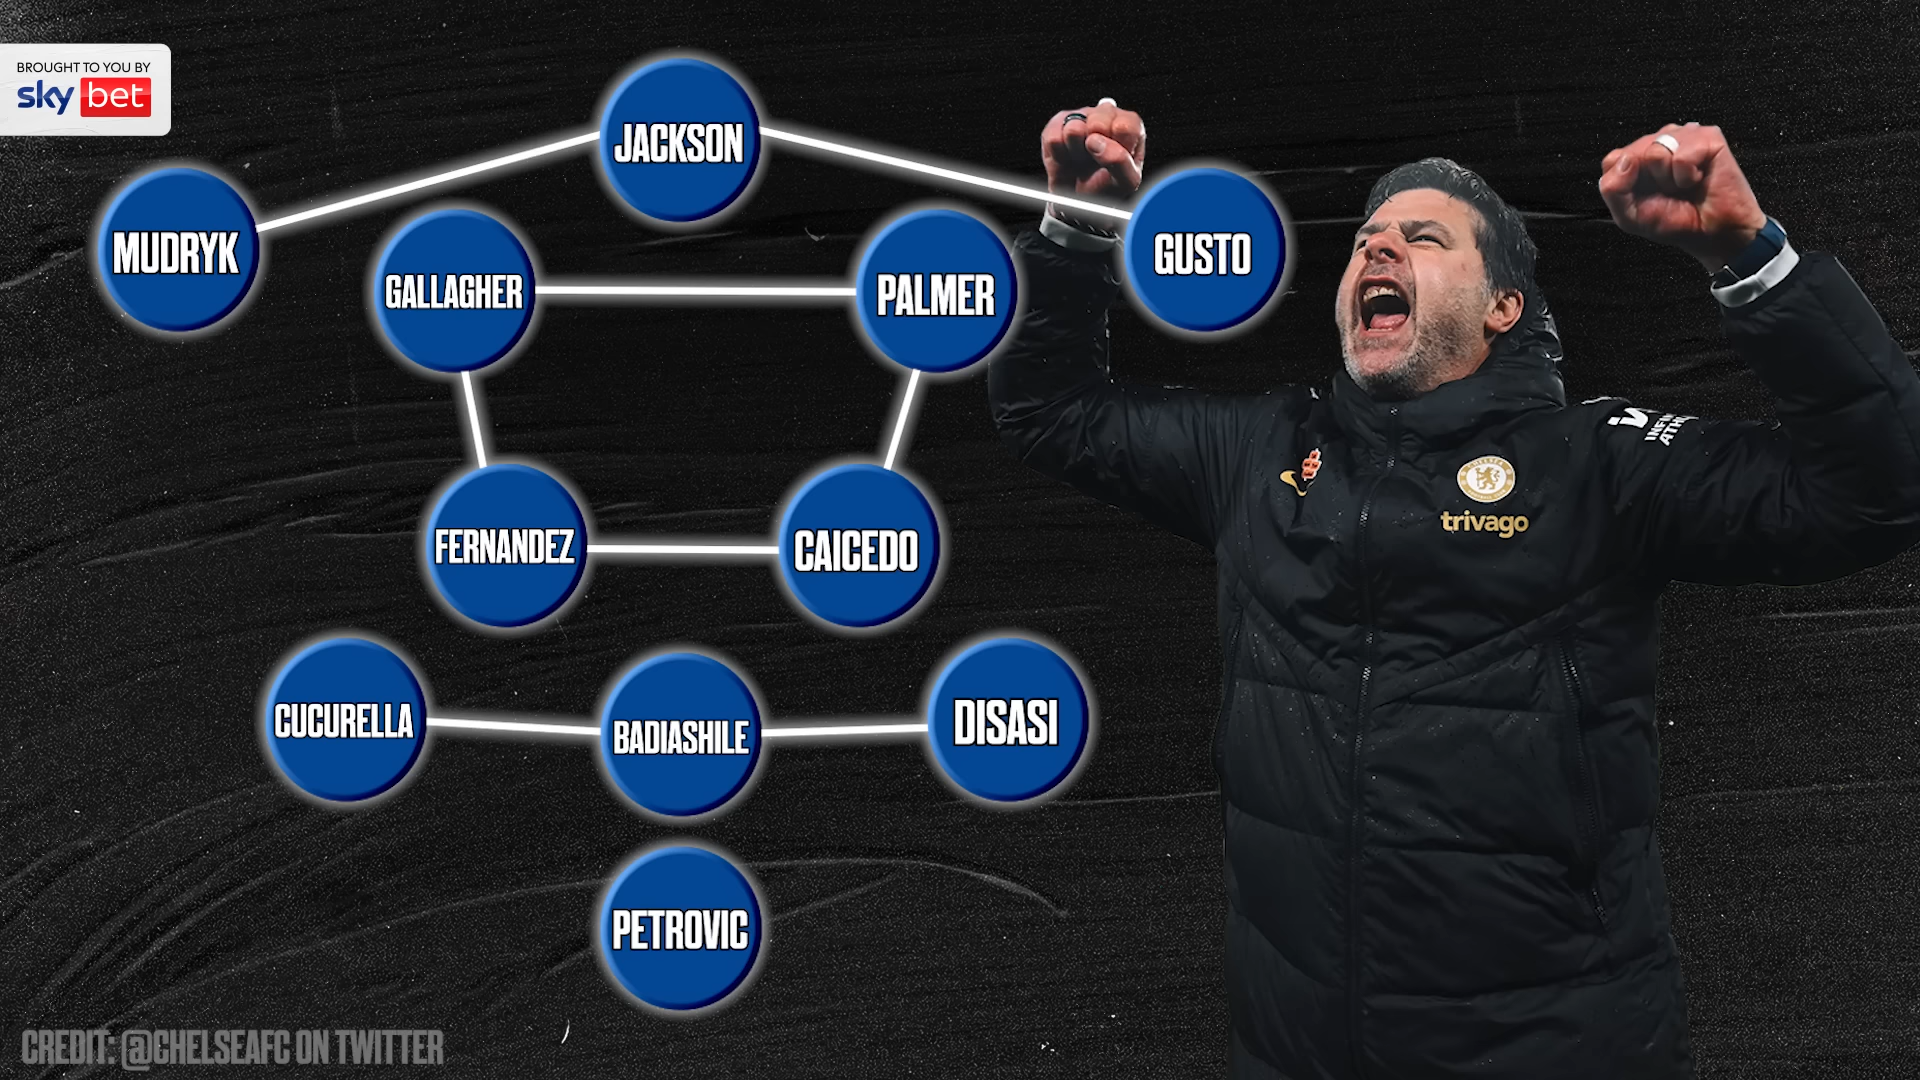 BROUGHT TO YOU BY
sky bet
JACKSON
MUDRYK
GUSTO
GALLAGHER
PALMER
FERNANDEZ
CAICEDO
CUCURELLA
BADIASHILE
DISASI
PETROVIC
trivago
CREDIT: @CHELSEAFC ON TWITTER